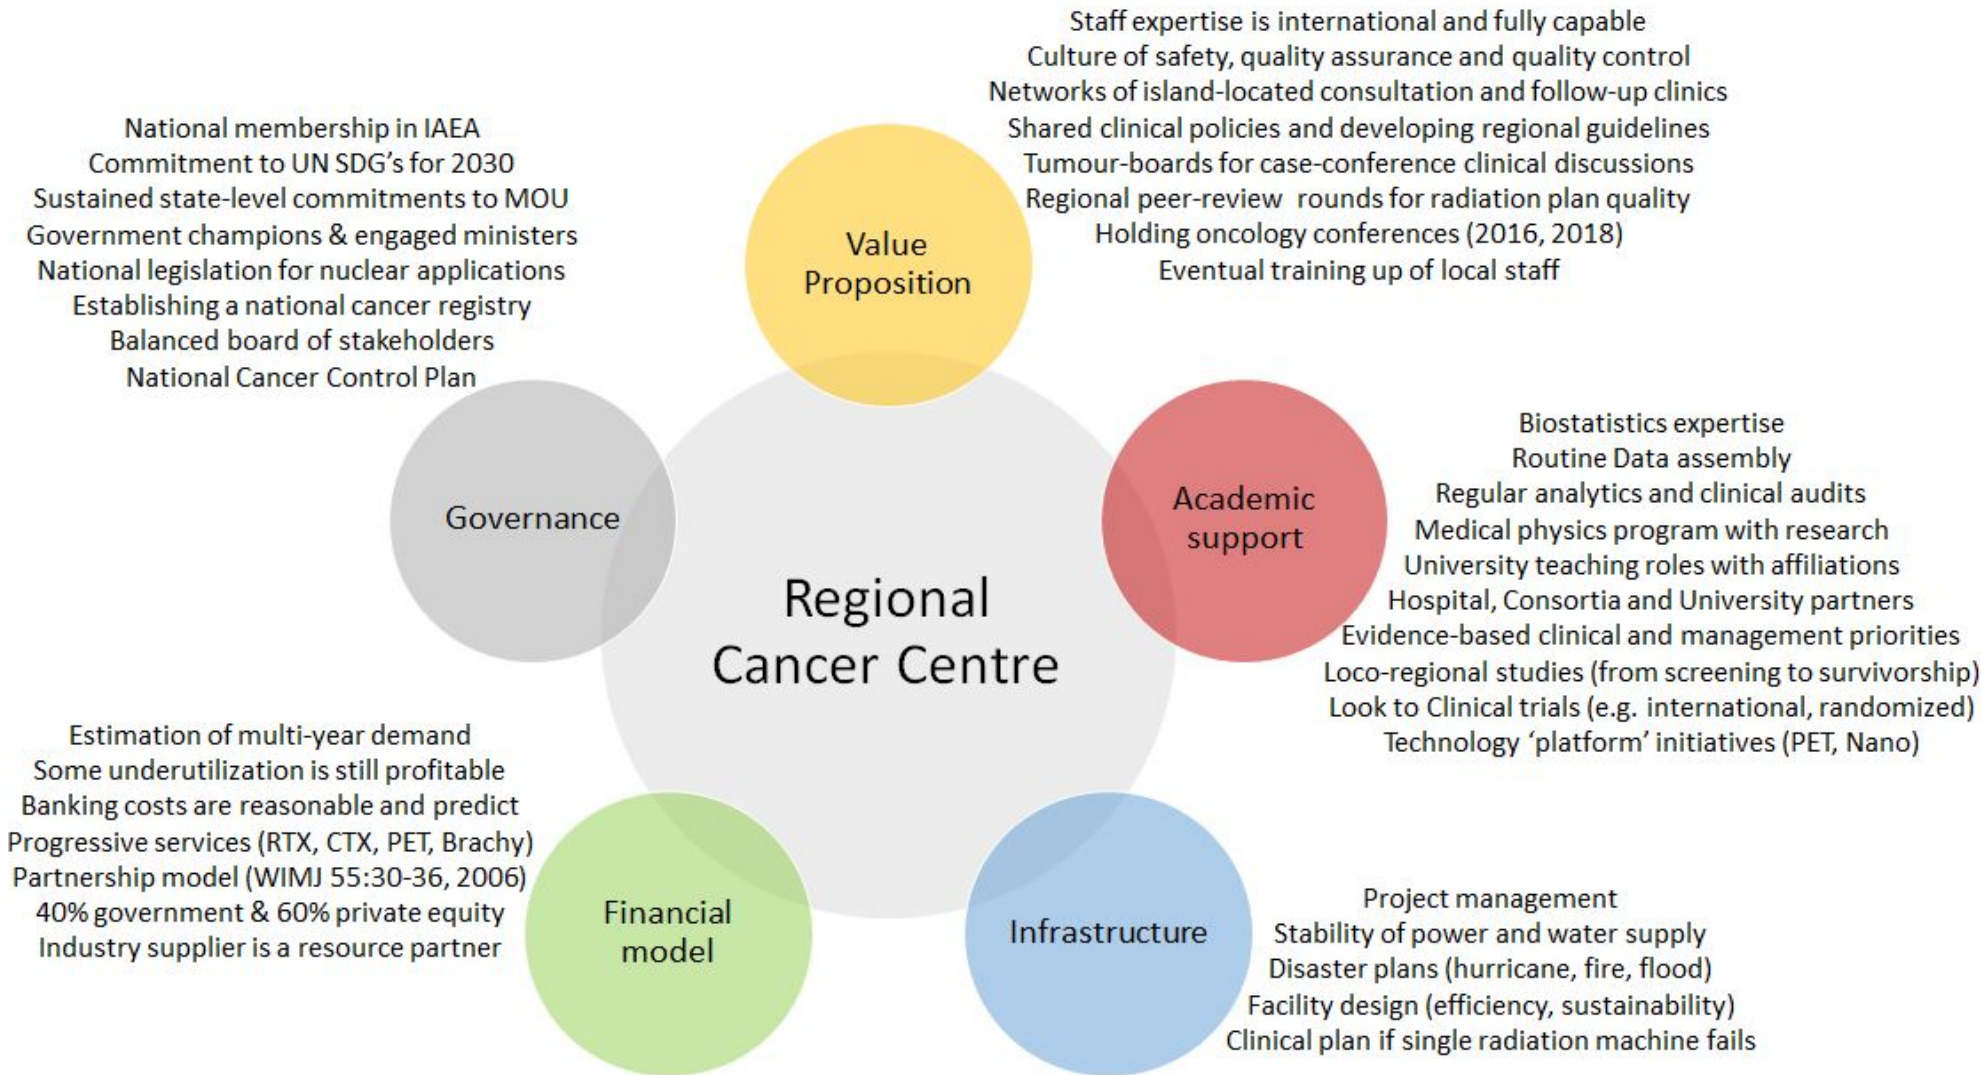 Staff expertise is international and fully capable
Culture of safety, quality assurance and quality control
Networks of island-located consultation and follow-up clinics
Shared clinical policies and developing regional guidelines
Tumour-boards for case-conference clinical discussions
Regional peer-review rounds for radiation plan quality
Holding oncology conferences (2016, 2018)
Eventual training up of local staff
Value
Proposition
National membership in IAEA
Commitment to UN SDG's for 2030
Sustained state-level commitments to MOU
Government champions & engaged ministers
National legislation for nuclear applications
Establishing a national cancer registry
Balanced board of stakeholders
National Cancer Control Plan
Governance
Academic
support
Biostatistics expertise
Routine Data assembly
Regular analytics and clinical audits
Medical physics program with research
University teaching roles with affiliations
Hospital, Consortia and University partners
Evidence-based clinical and management priorities
Loco-regional studies (from screening to survivorship)
Look to Clinical trials (e.g. international, randomized)
Technology ‘platform’ initiatives (PET, Nano)
Regional
Cancer Centre
Estimation of multi-year demand
Some underutilization is still profitable
Banking costs are reasonable and predict
Progressive services (RTX, CTX, PET, Brachy)
Partnership model (WIMJ 55:30-36, 2006)
40% government & 60% private equity
Industry supplier is a resource partner
Financial
model
Infrastructure
Project management
Stability of power and water supply
Disaster plans (hurricane, fire, flood)
Facility design (efficiency, sustainability)
Clinical plan if single radiation machine fails